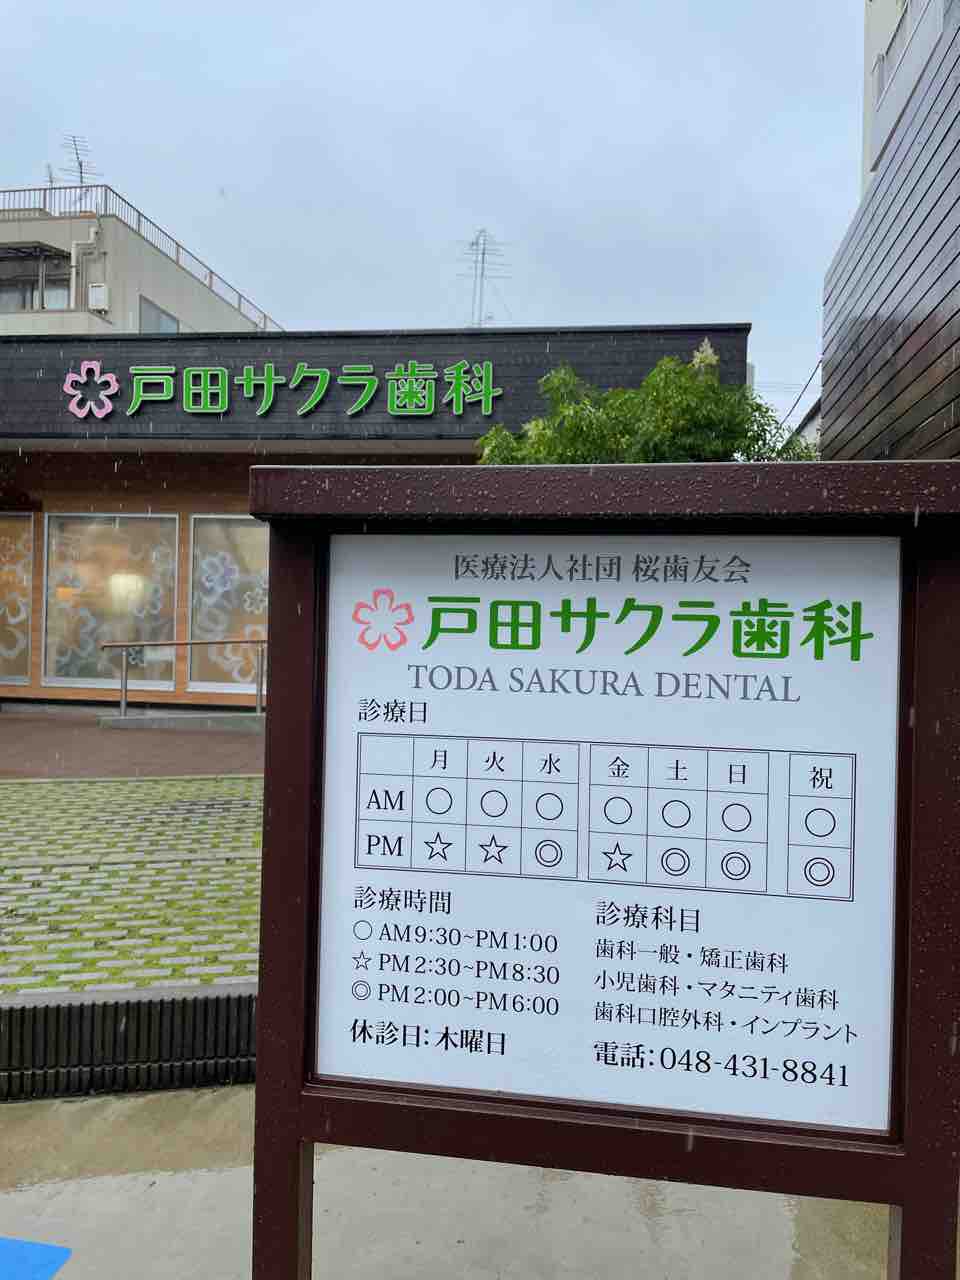 戸田サクラ歯科
医療法人社団 桜歯友会
戸田サクラ歯科
TODA SAKURA DENTAL
診療日
月 火 水 金 土 日 祝
AM ○ ○ ○ ○ ○ ○ ○
PM ☆ ☆ ◎ ☆ ◎ ◎ ◎
診療時間
○ AM9:30~PM1:00
☆ PM2:30~PM8:30
◎ PM2:00~PM6:00
休診日:木曜日
診療科目
歯科一般・矯正歯科
小児歯科・マタニティ歯科
歯科口腔外科・インプラント
電話:048-431-8841